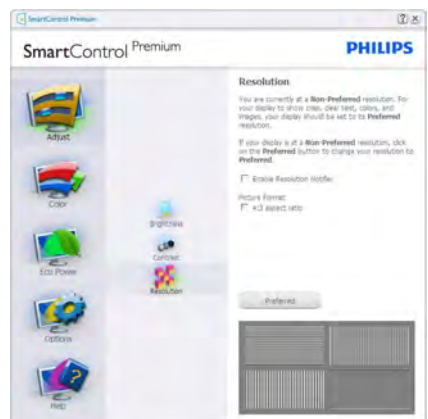 SmartControl Premium
SmartControl Premium
PHILIPS
Adjust
Color
Eco Power
Options
Help
Brightness
Contrast
Resolution
Resolution
You are currently at a Non-Preferred resolution. For
your display to show crisp, clear text, colors, and
images, your display should be set to its Preferred
resolution.
If your display is at a Non-Preferred resolution, click
on the Preferred button to change your resolution to
Preferred.
Enable Resolution Notifier
Picture Format:
4:3 aspect ratio
Preferred